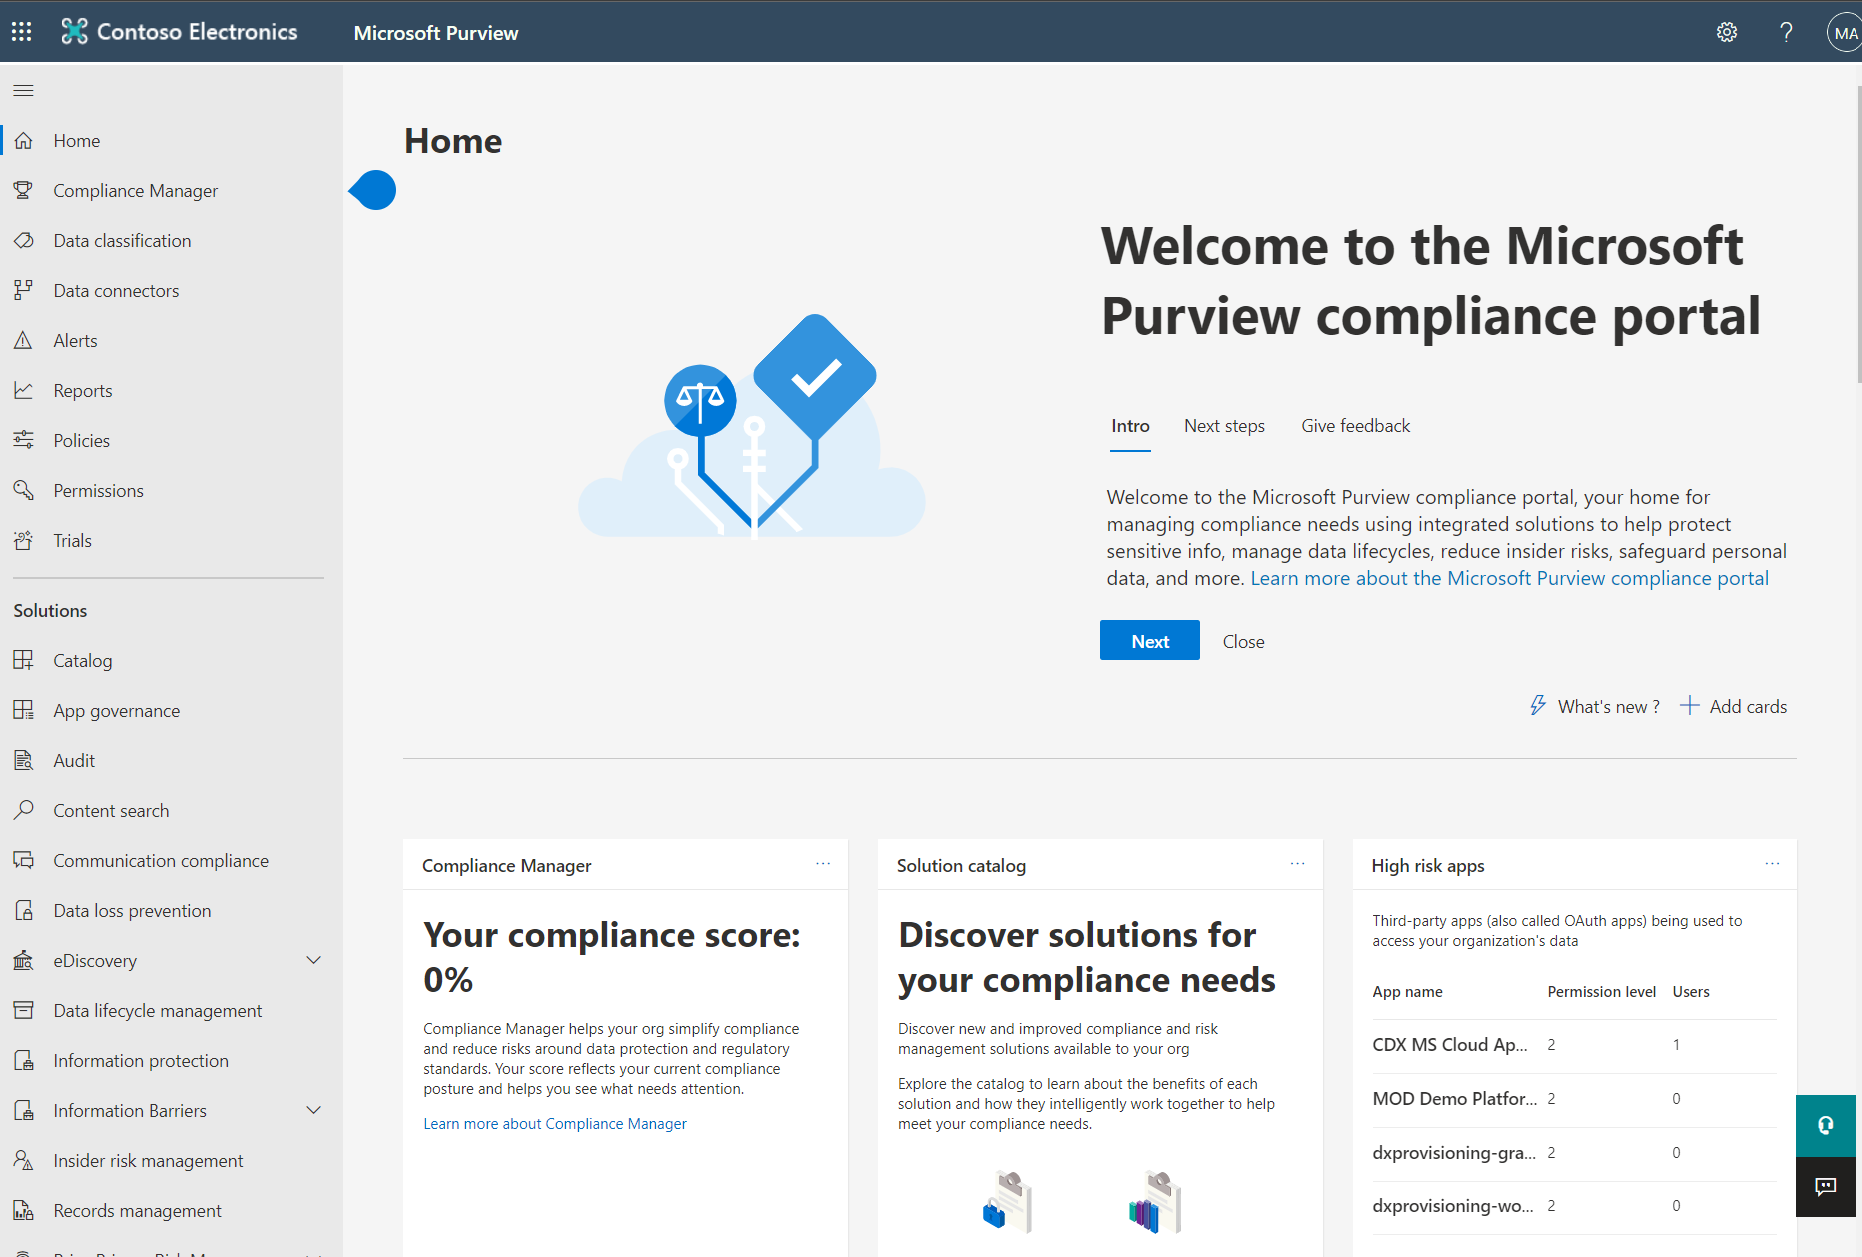 Contoso Electronics
Microsoft Purview
?
MA
Home
Compliance Manager
Data classification
Data connectors
Alerts
Reports
Policies
Permissions
Trials
Solutions
Catalog
App governance
Audit
Content search
Communication compliance
Data loss prevention
eDiscovery
Data lifecycle management
Information protection
Information Barriers
Insider risk management
Records management
Home
Welcome to the Microsoft
Purview compliance portal
Intro Next steps Give feedback
Welcome to the Microsoft Purview compliance portal, your home for
managing compliance needs using integrated solutions to help protect
sensitive info, manage data lifecycles, reduce insider risks, safeguard personal
data, and more. Learn more about the Microsoft Purview compliance portal
Next Close
What's new ? Add cards
Compliance Manager ...
Your compliance score:
0%
Compliance Manager helps your org simplify compliance
and reduce risks around data protection and regulatory
standards. Your score reflects your current compliance
posture and helps you see what needs attention.
Learn more about Compliance Manager
Solution catalog ...
Discover solutions for
your compliance needs
Discover new and improved compliance and risk
management solutions available to your org
Explore the catalog to learn about the benefits of each
solution and how they intelligently work together to help
meet your compliance needs.
High risk apps ...
Third-party apps (also called OAuth apps) being used to
access your organization's data
App name Permission level Users
CDX MS Cloud Ap... 2 1
MOD Demo Platfor... 2 0
dxprovisioning-gra... 2 0
dxprovisioning-wo... 2 0